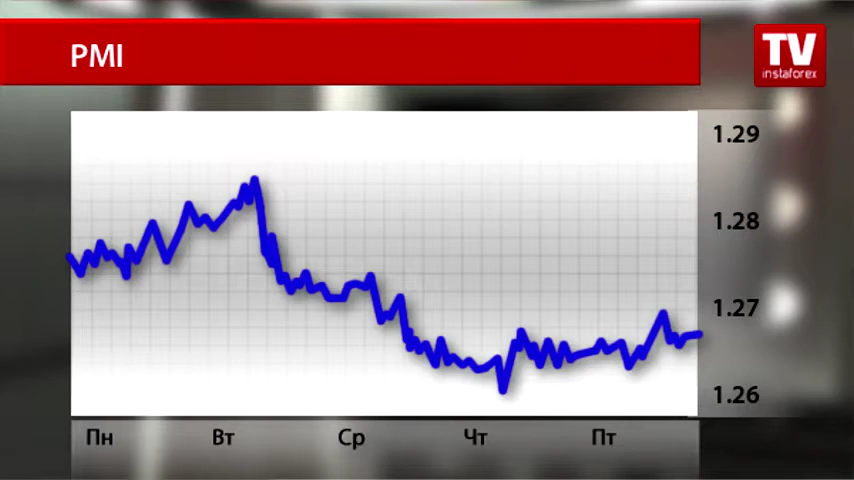 PMI
TV
instaforex
1.29
1.28
1.27
1.26
Пн
Вт
Ср
Чт
Пт